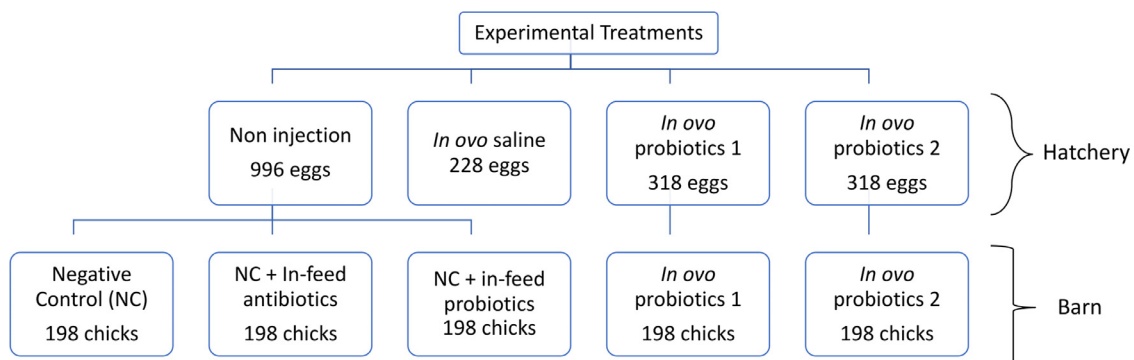 Experimental Treatments
Non injection
996 eggs
In ovo saline
228 eggs
In ovo
probiotics 1
318 eggs
In ovo
probiotics 2
318 eggs
Hatchery
Negative
Control (NC)
198 chicks
NC + In-feed
antibiotics
198 chicks
NC + in-feed
probiotics
198 chicks
In ovo
probiotics 1
198 chicks
In ovo
probiotics 2
198 chicks
Barn